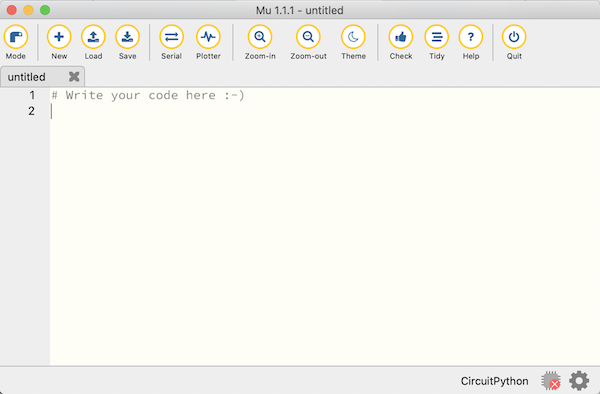 Mu 1.1.1 - untitled
Mode New Load Save Serial Plotter Zoom-in Zoom-out Theme Check Tidy Help Quit
untitled
1 # Write your code here :-)
2
CircuitPython